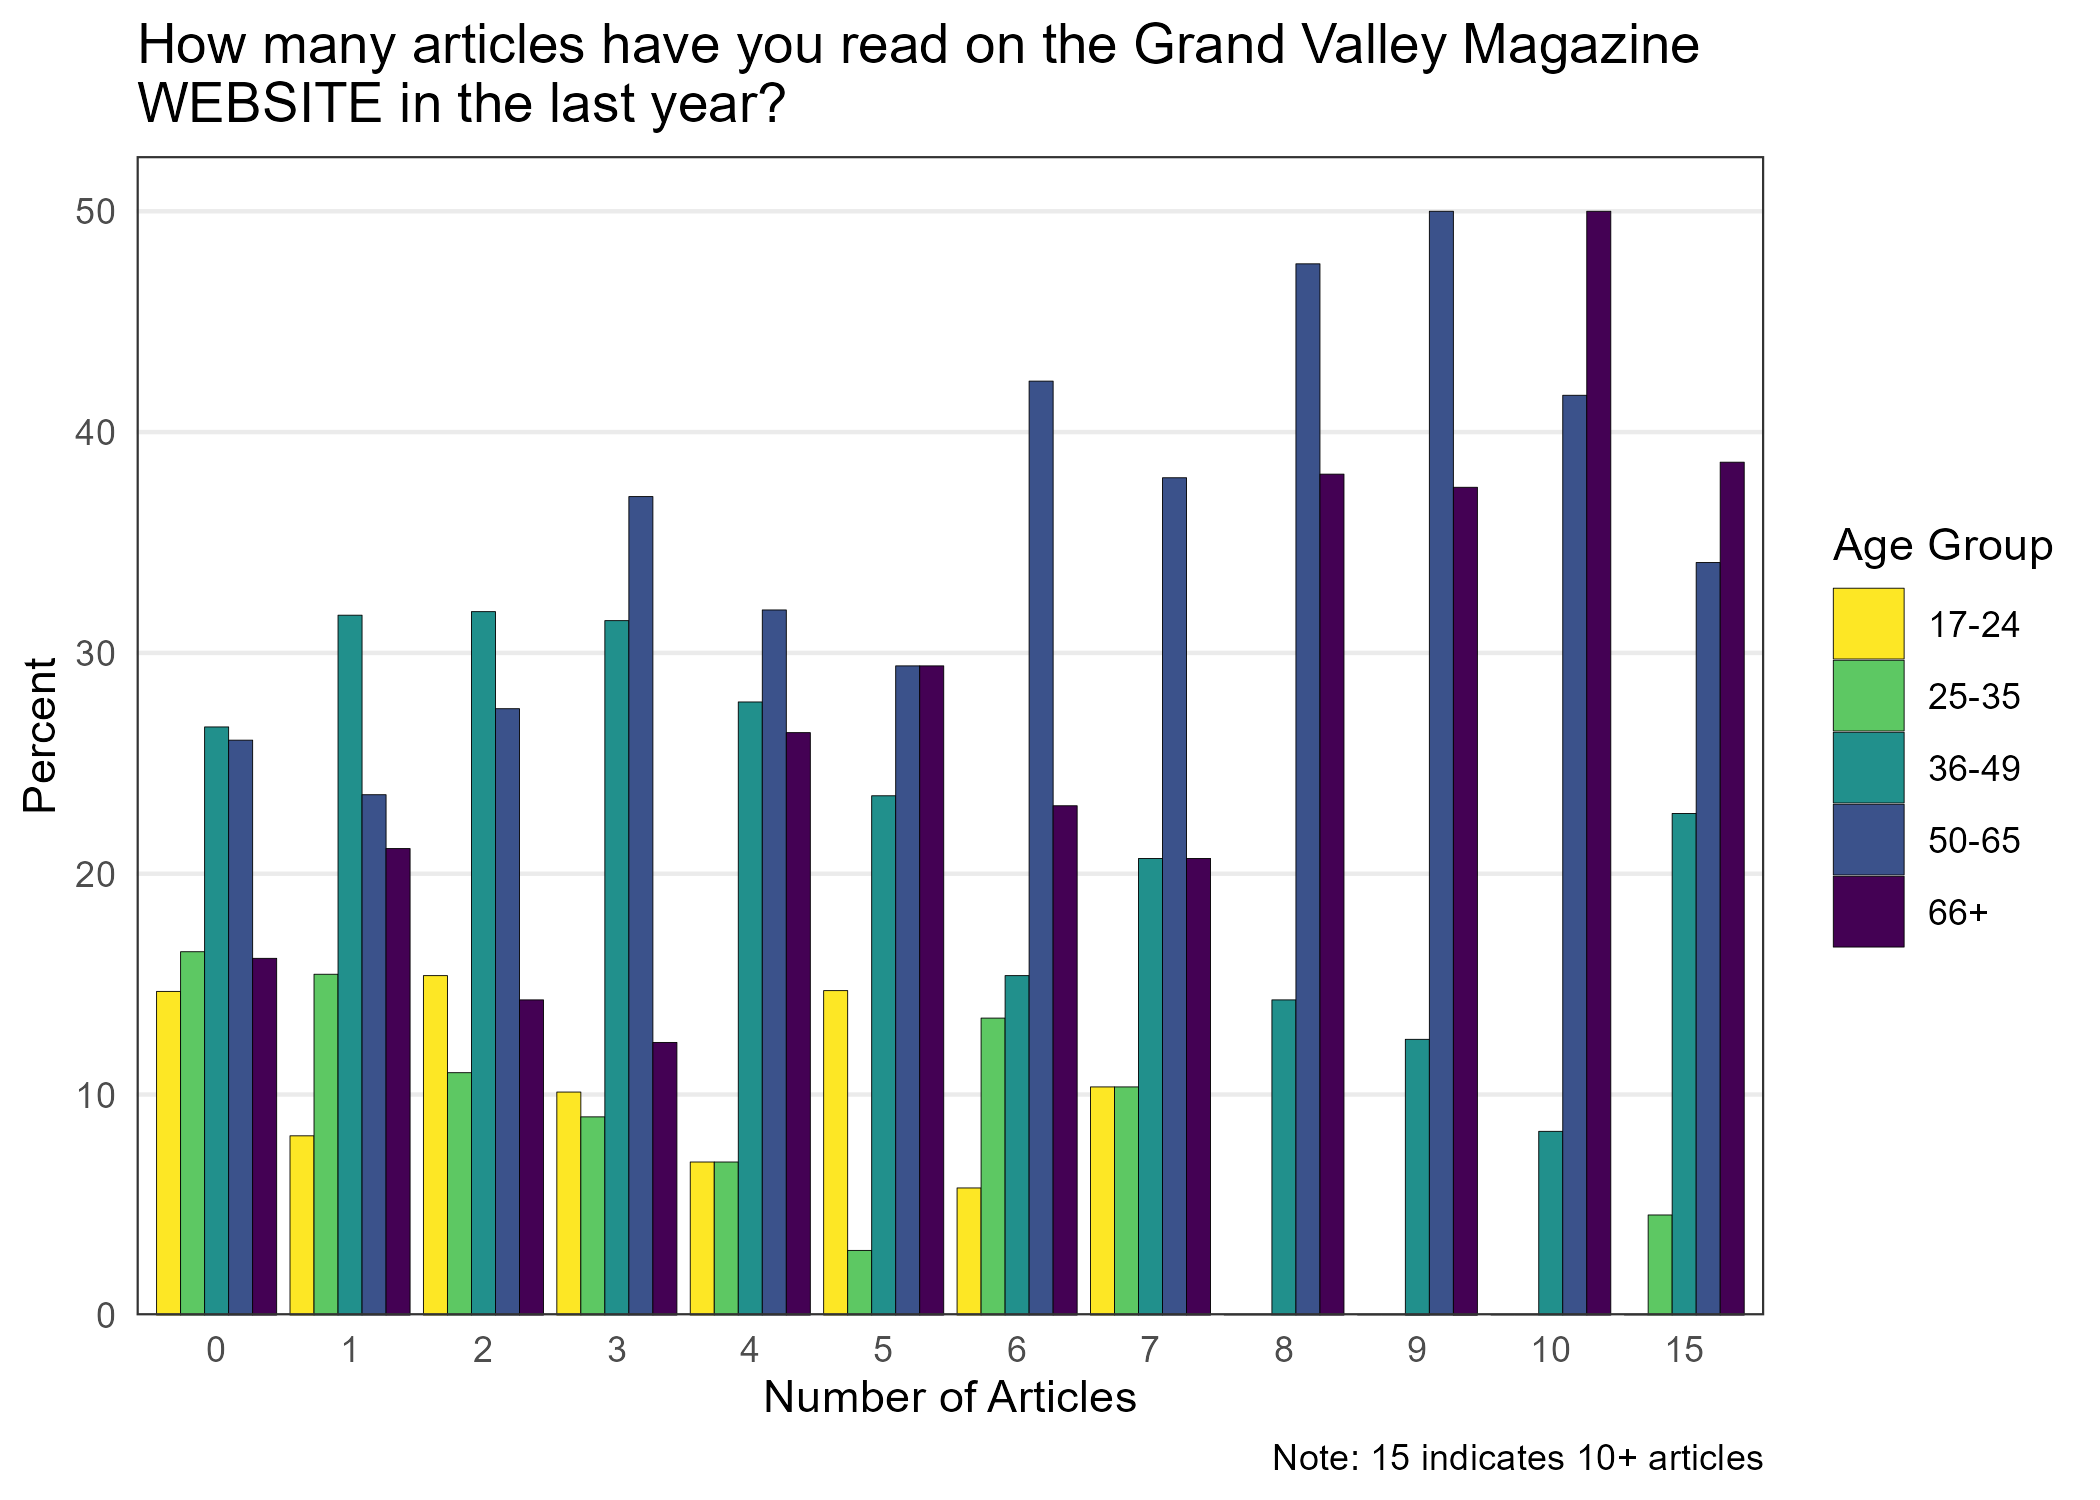 How many articles have you read on the Grand Valley Magazine
WEBSITE in the last year?
50
40
30
20
10
0
Percent
0 1 2 3 4 5 6 7 8 9 10 15
Number of Articles
Age Group
17-24
25-35
36-49
50-65
66+
Note: 15 indicates 10+ articles